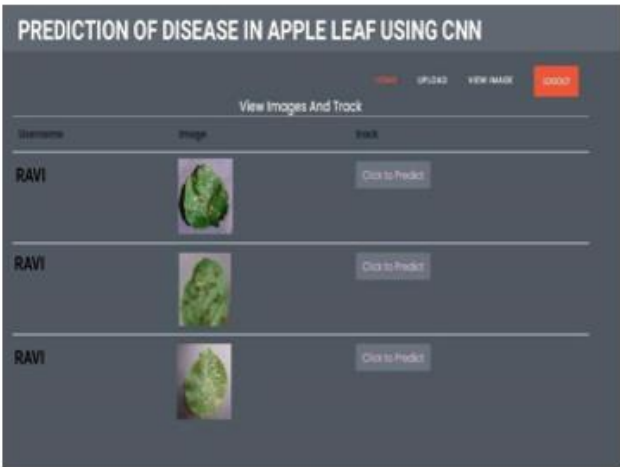 PREDICTION OF DISEASE IN APPLE LEAF USING CNN
HOME UPLOAD VIEW IMAGE LOGOUT
View Images And Track
Username Image track
RAVI Click to Predict
RAVI Click to Predict
RAVI Click to Predict